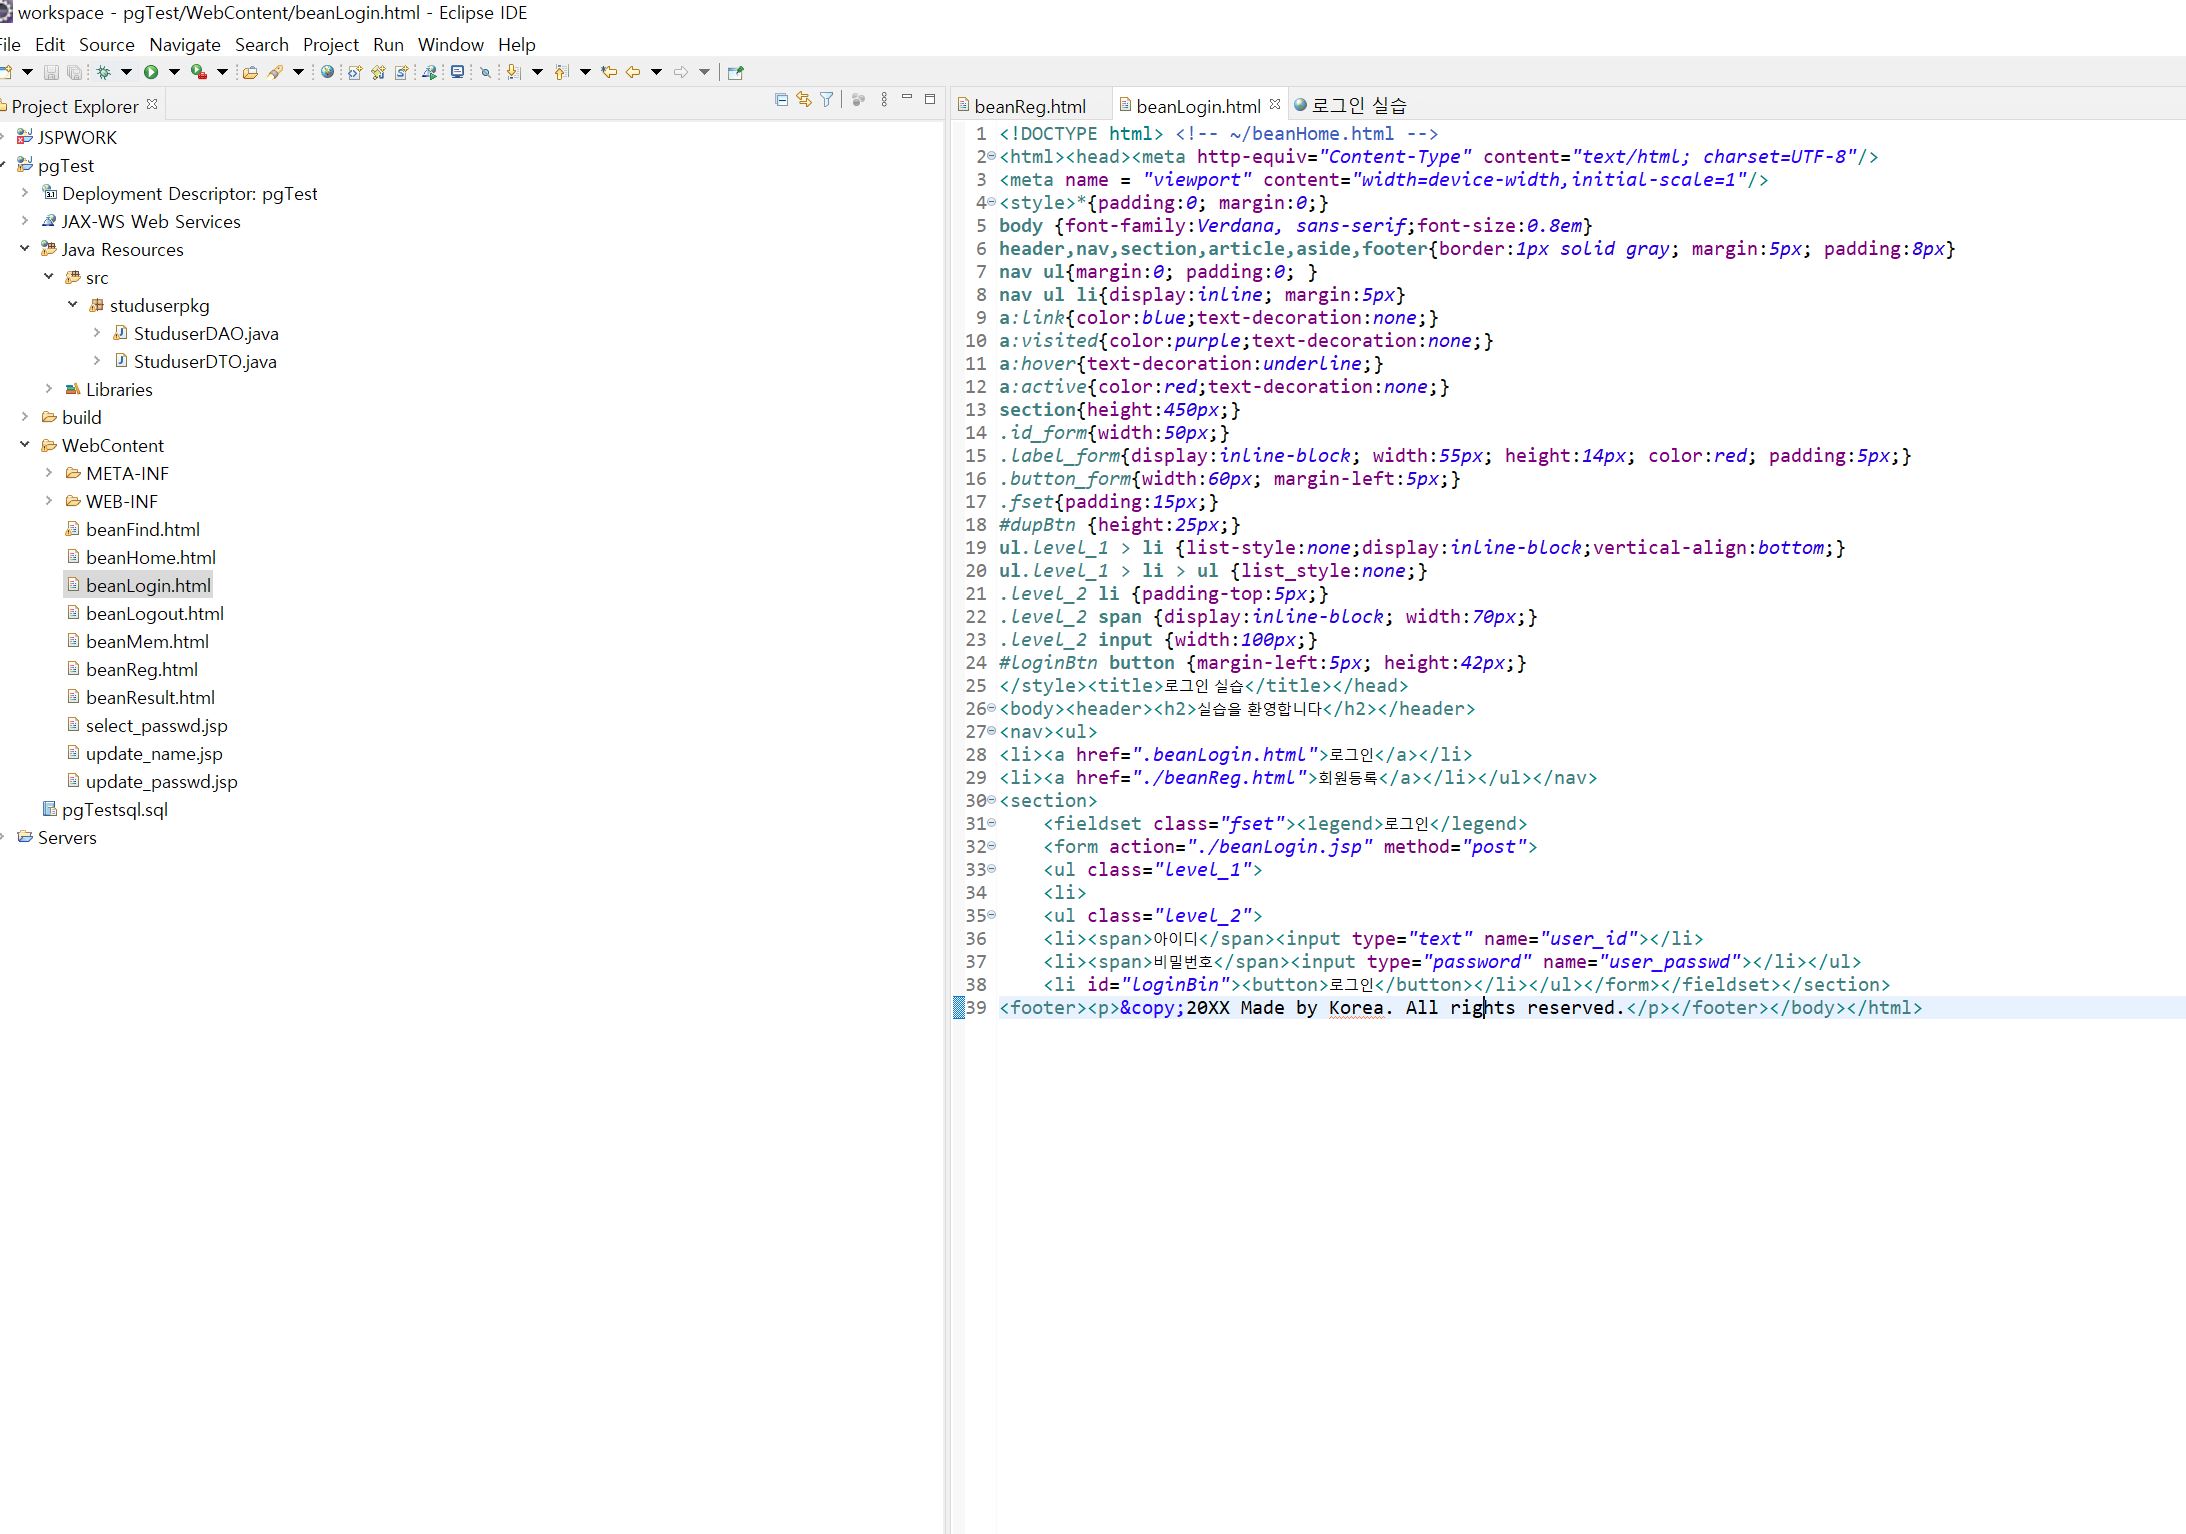 workspace - pgTest/WebContent/beanLogin.html - Eclipse IDE
File Edit Source Navigate Search Project Run Window Help
Project Explorer
JSPWORK
pgTest
Deployment Descriptor: pgTest
JAX-WS Web Services
Java Resources
src
studuserpkg
StuduserDAO.java
StuduserDTO.java
Libraries
build
WebContent
META-INF
WEB-INF
beanFind.html
beanHome.html
beanLogin.html
beanLogout.html
beanMem.html
beanReg.html
beanResult.html
select_passwd.jsp
update_name.jsp
update_passwd.jsp
pgTestsql.sql
Servers
beanReg.html beanLogin.html 로그인 실습
1 <!DOCTYPE html> <!-- ~/beanHome.html -->
2 <html><head><meta http-equiv="Content-Type" content="text/html; charset=UTF-8"/>
3 <meta name = "viewport" content="width=device-width,initial-scale=1"/>
4 <style>*{padding:0; margin:0;}
5 body {font-family:Verdana, sans-serif;font-size:0.8em}
6 header,nav,section,article,aside,footer{border:1px solid gray; margin:5px; padding:8px}
7 nav ul{margin:0; padding:0; }
8 nav ul li{display:inline; margin:5px}
9 a:link{color:blue;text-decoration:none;}
10 a:visited{color:purple;text-decoration:none;}
11 a:hover{text-decoration:underline;}
12 a:active{color:red;text-decoration:none;}
13 section{height:450px;}
14 .id_form{width:50px;}
15 .label_form{display:inline-block; width:55px; height:14px; color:red; padding:5px;}
16 .button_form{width:60px; margin-left:5px;}
17 .fset{padding:15px;}
18 #dupBtn {height:25px;}
19 ul.level_1 > li {list-style:none;display:inline-block;vertical-align:bottom;}
20 ul.level_1 > li > ul {list_style:none;}
21 .level_2 li {padding-top:5px;}
22 .level_2 span {display:inline-block; width:70px;}
23 .level_2 input {width:100px;}
24 #loginBtn button {margin-left:5px; height:42px;}
25 </style><title>로그인 실습</title></head>
26 <body><header><h2>실습을 환영합니다</h2></header>
27 <nav><ul>
28 <li><a href=".beanLogin.html">로그인</a></li>
29 <li><a href="./beanReg.html">회원등록</a></li></ul></nav>
30 <section>
31 <fieldset class="fset"><legend>로그인</legend>
32 <form action="./beanLogin.jsp" method="post">
33 <ul class="level_1">
34 <li>
35 <ul class="level_2">
36 <li><span>아이디</span><input type="text" name="user_id"></li>
37 <li><span>비밀번호</span><input type="password" name="user_passwd"></li></ul>
38 <li id="loginBin"><button>로그인</button></li></ul></form></fieldset></section>
39 <footer><p>&copy;20XX Made by Korea. All rights reserved.</p></footer></body></html>